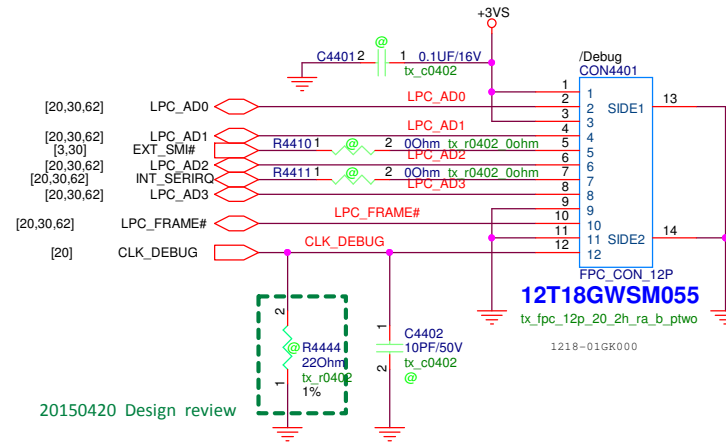 +3VS
@
C4401 2 1 0.1UF/16V
tx_c0402
/Debug
CON4401
[20,30,62] LPC_AD0 LPC_AD0 1 1
2 2 SIDE1 13
3 3
[20,30,62] LPC_AD1 LPC_AD1 4 4
[3,30] EXT_SMI# R4410 1 @ 2 0Ohm tx_r0402_0ohm 5 5
[20,30,62] LPC_AD2 LPC_AD2 6 6
[20,30,62] INT_SERIRQ R4411 1 @ 2 0Ohm tx_r0402_0ohm 7 7
[20,30,62] LPC_AD3 LPC_AD3 8 8
9 9
[20,30,62] LPC_FRAME# LPC_FRAME# 10 10
11 11 SIDE2 14
[20] CLK_DEBUG CLK_DEBUG 12 12
FPC_CON_12P
12T18GWSM055
tx_fpc_12p_20_2h_ra_b_ptwo
1218-01GK000
2
@ R4444
22Ohm
tx_r0402
1 1%
1 C4402
10PF/50V
tx_c0402
2 @
20150420 Design review